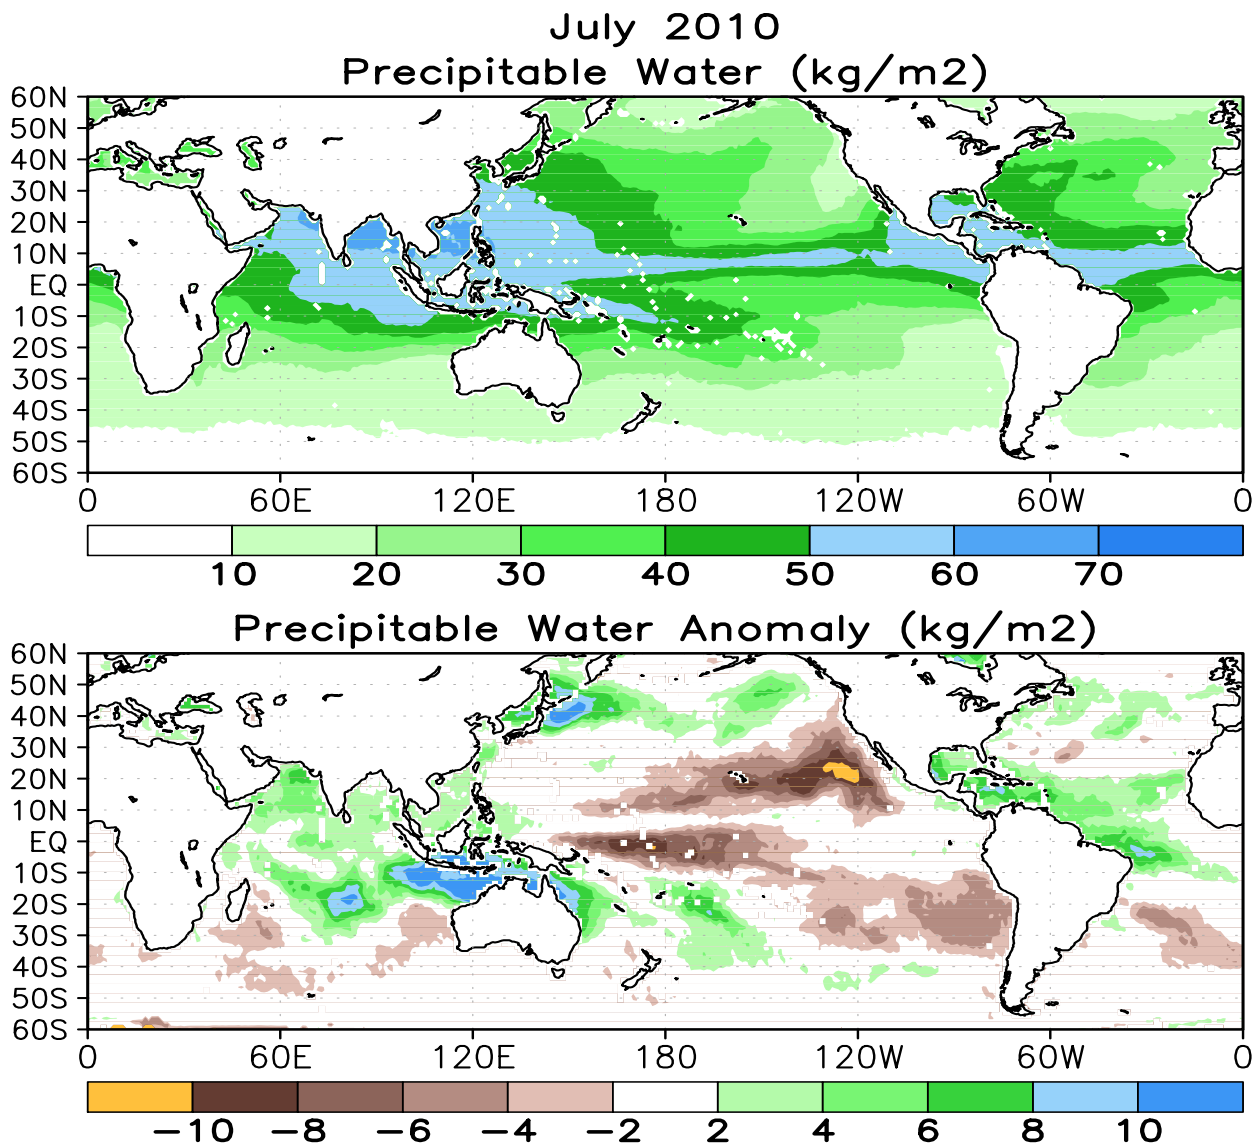 July 2010
Precipitable Water (kg/m2)
60N
50N
40N
30N
20N
10N
EQ
10S
20S
30S
40S
50S
60S
0 60E 120E 180 120W 60W 0
10 20 30 40 50 60 70
Precipitable Water Anomaly (kg/m2)
60N
50N
40N
30N
20N
10N
EQ
10S
20S
30S
40S
50S
60S
0 60E 120E 180 120W 60W 0
−10 −8 −6 −4 −2 2 4 6 8 10